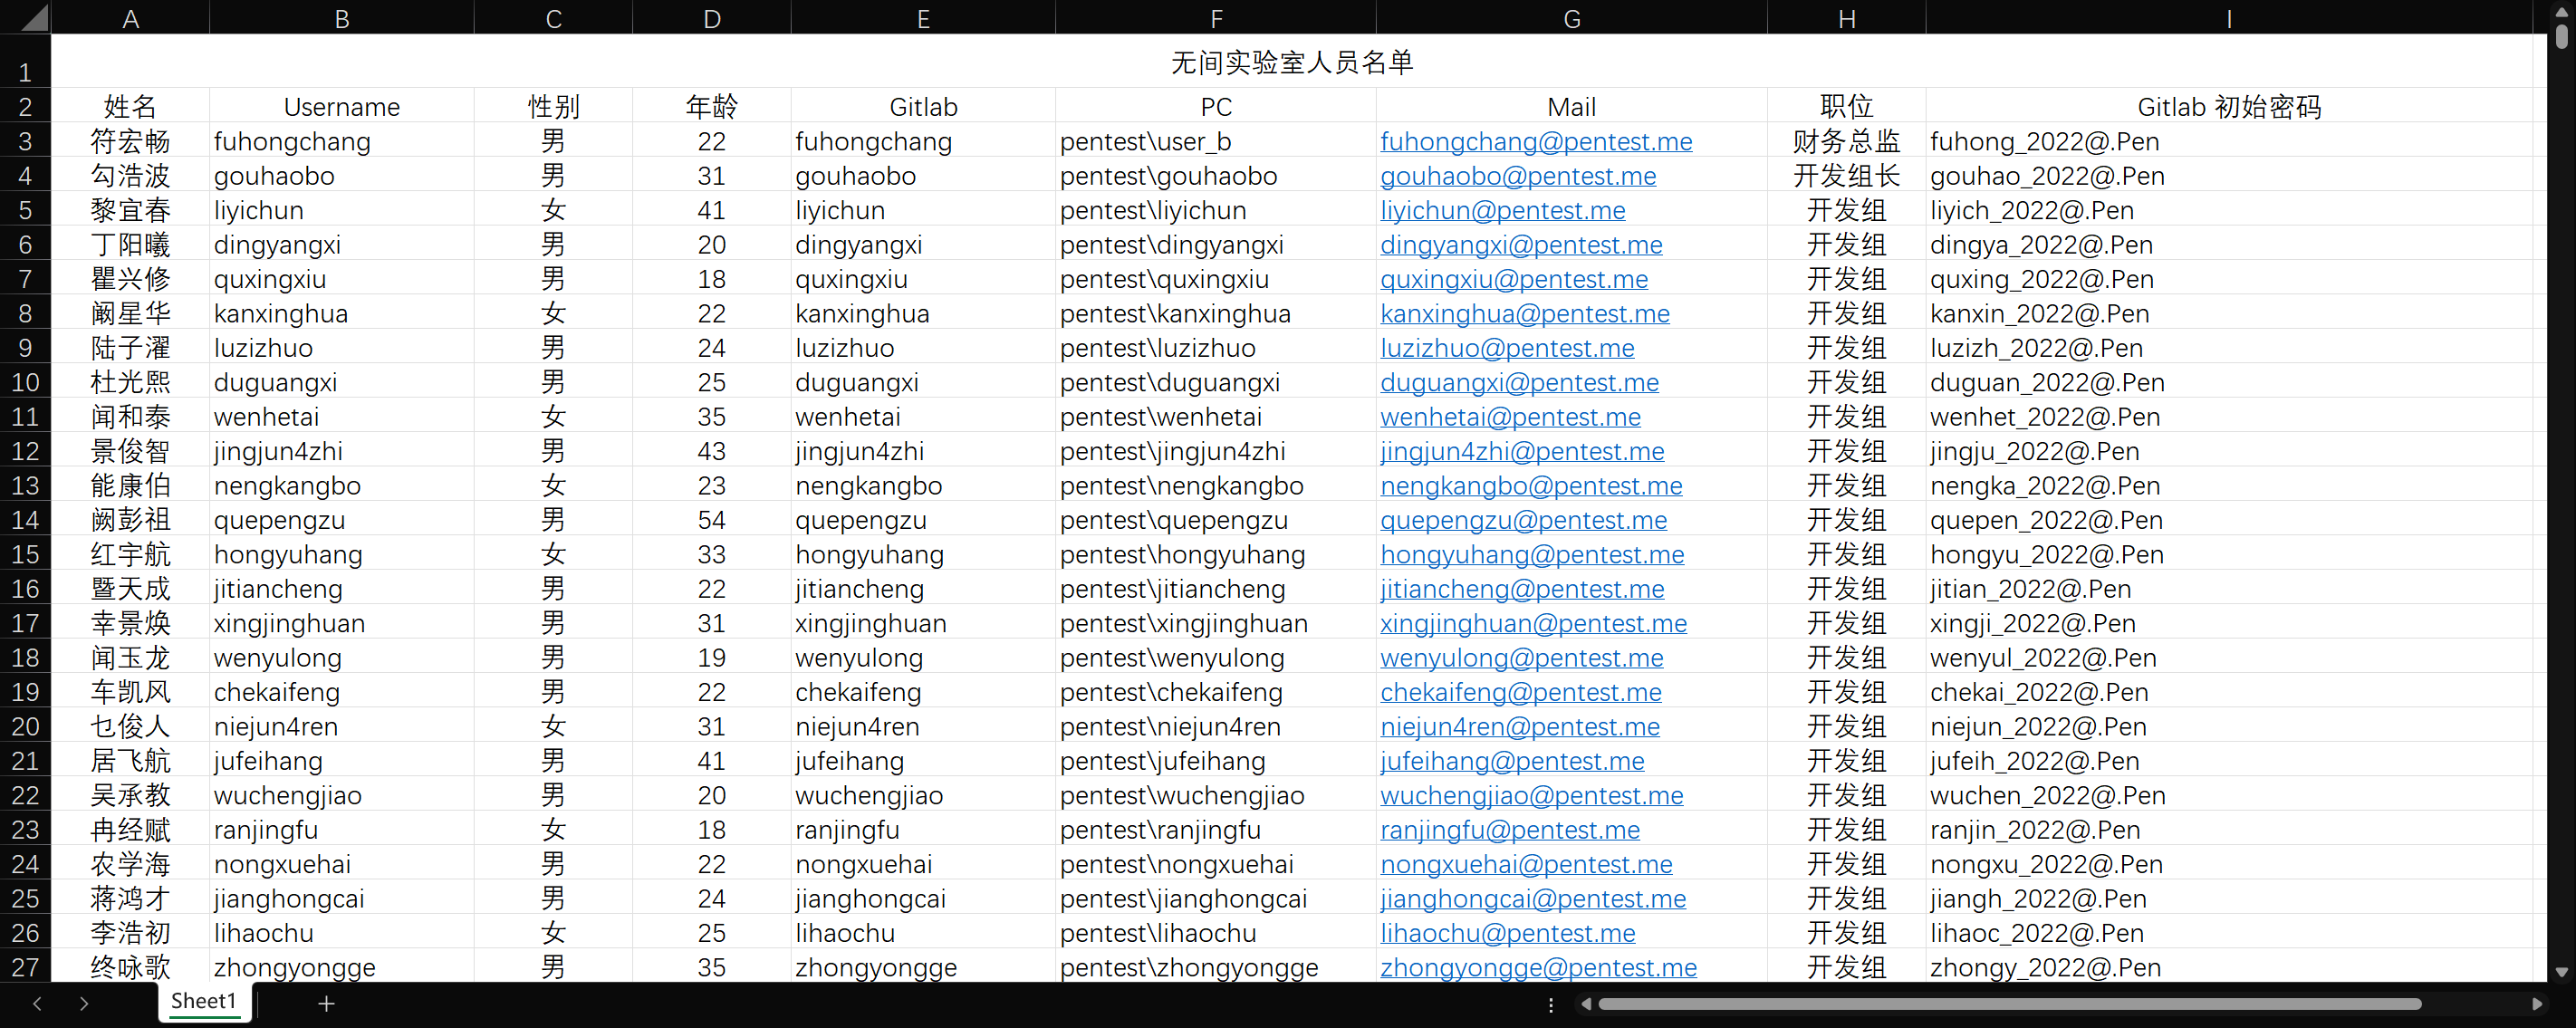 A B C D E F G H I
1 无间实验室人员名单
2 姓名 Username 性别 年龄 Gitlab PC Mail 职位 Gitlab 初始密码
3 符宏畅 fuhongchang 男 22 fuhongchang pentest\user_b fuhongchang@pentest.me 财务总监 fuhong_2022@.Pen
4 勾浩波 gouhaobo 男 31 gouhaobo pentest\gouhaobo gouhaobo@pentest.me 开发组长 gouhao_2022@.Pen
5 黎宜春 liyichun 女 41 liyichun pentest\liyichun liyichun@pentest.me 开发组 liyich_2022@.Pen
6 丁阳曦 dingyangxi 男 20 dingyangxi pentest\dingyangxi dingyangxi@pentest.me 开发组 dingya_2022@.Pen
7 瞿兴修 quxingxiu 男 18 quxingxiu pentest\quxingxiu quxingxiu@pentest.me 开发组 quxing_2022@.Pen
8 阚星华 kanxinghua 女 22 kanxinghua pentest\kanxinghua kanxinghua@pentest.me 开发组 kanxin_2022@.Pen
9 陆子濯 luzizhuo 男 24 luzizhuo pentest\luzizhuo luzizhuo@pentest.me 开发组 luzizh_2022@.Pen
10 杜光熙 duguangxi 男 25 duguangxi pentest\duguangxi duguangxi@pentest.me 开发组 duguan_2022@.Pen
11 闻和泰 wenhetai 女 35 wenhetai pentest\wenhetai wenhetai@pentest.me 开发组 wenhet_2022@.Pen
12 景俊智 jingjun4zhi 男 43 jingjun4zhi pentest\jingjun4zhi jingjun4zhi@pentest.me 开发组 jingju_2022@.Pen
13 能康伯 nengkangbo 女 23 nengkangbo pentest\nengkangbo nengkangbo@pentest.me 开发组 nengka_2022@.Pen
14 阙彭祖 quepengzu 男 54 quepengzu pentest\quepengzu quepengzu@pentest.me 开发组 quepen_2022@.Pen
15 红宇航 hongyuhang 女 33 hongyuhang pentest\hongyuhang hongyuhang@pentest.me 开发组 hongyu_2022@.Pen
16 暨天成 jitiancheng 男 22 jitiancheng pentest\jitiancheng jitiancheng@pentest.me 开发组 jitian_2022@.Pen
17 幸景焕 xingjinghuan 男 31 xingjinghuan pentest\xingjinghuan xingjinghuan@pentest.me 开发组 xingji_2022@.Pen
18 闻玉龙 wenyulong 男 19 wenyulong pentest\wenyulong wenyulong@pentest.me 开发组 wenyul_2022@.Pen
19 车凯风 chekaifeng 男 22 chekaifeng pentest\chekaifeng chekaifeng@pentest.me 开发组 chekai_2022@.Pen
20 乜俊人 niejun4ren 女 31 niejun4ren pentest\niejun4ren niejun4ren@pentest.me 开发组 niejun_2022@.Pen
21 居飞航 jufeihang 男 41 jufeihang pentest\jufeihang jufeihang@pentest.me 开发组 jufeih_2022@.Pen
22 吴承教 wuchengjiao 男 20 wuchengjiao pentest\wuchengjiao wuchengjiao@pentest.me 开发组 wuchen_2022@.Pen
23 冉经赋 ranjingfu 女 18 ranjingfu pentest\ranjingfu ranjingfu@pentest.me 开发组 ranjin_2022@.Pen
24 农学海 nongxuehai 男 22 nongxuehai pentest\nongxuehai nongxuehai@pentest.me 开发组 nongxu_2022@.Pen
25 蒋鸿才 jianghongcai 男 24 jianghongcai pentest\jianghongcai jianghongcai@pentest.me 开发组 jiangh_2022@.Pen
26 李浩初 lihaochu 女 25 lihaochu pentest\lihaochu lihaochu@pentest.me 开发组 lihaoc_2022@.Pen
27 终咏歌 zhongyongge 男 35 zhongyongge pentest\zhongyongge zhongyongge@pentest.me 开发组 zhongy_2022@.Pen
Sheet1